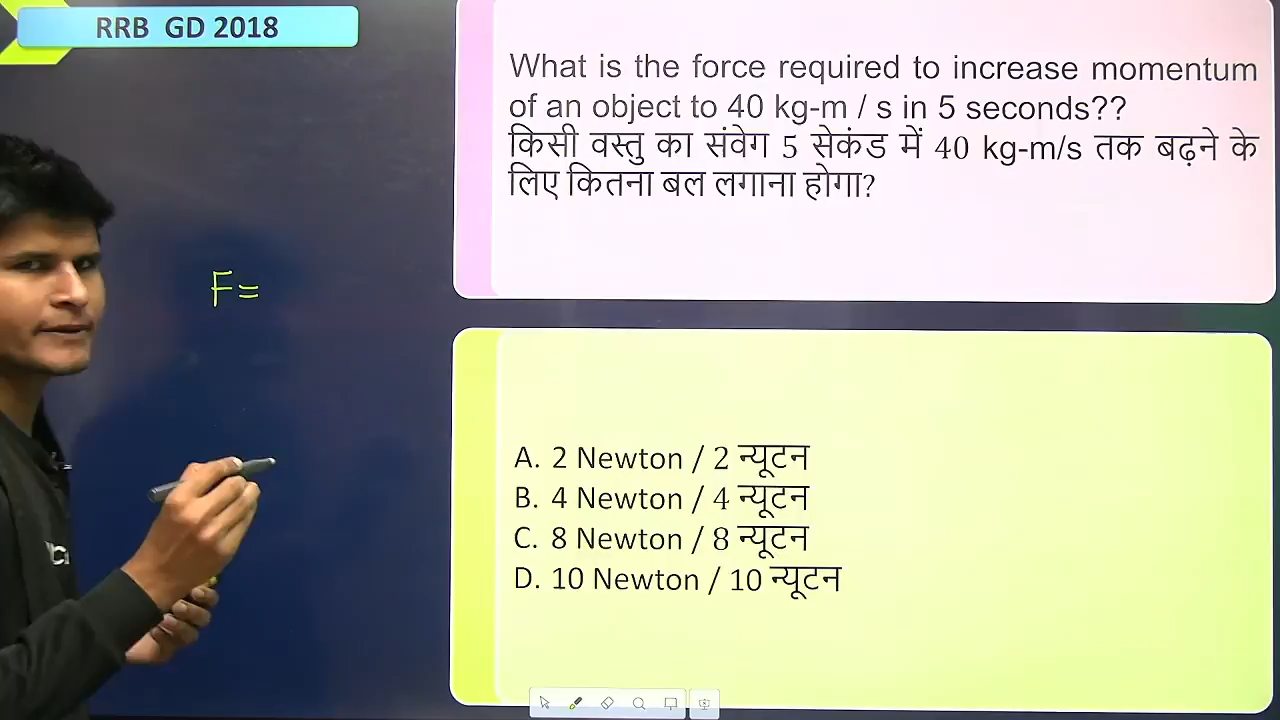 RRB GD 2018
What is the force required to increase momentum
of an object to 40 kg-m / s in 5 seconds??
किसी वस्तु का संवेग 5 सेकंड में 40 kg-m/s तक बढ़ने के
लिए कितना बल लगाना होगा?
F=
A. 2 Newton / 2 न्यूटन
B. 4 Newton / 4 न्यूटन
C. 8 Newton / 8 न्यूटन
D. 10 Newton / 10 न्यूटन